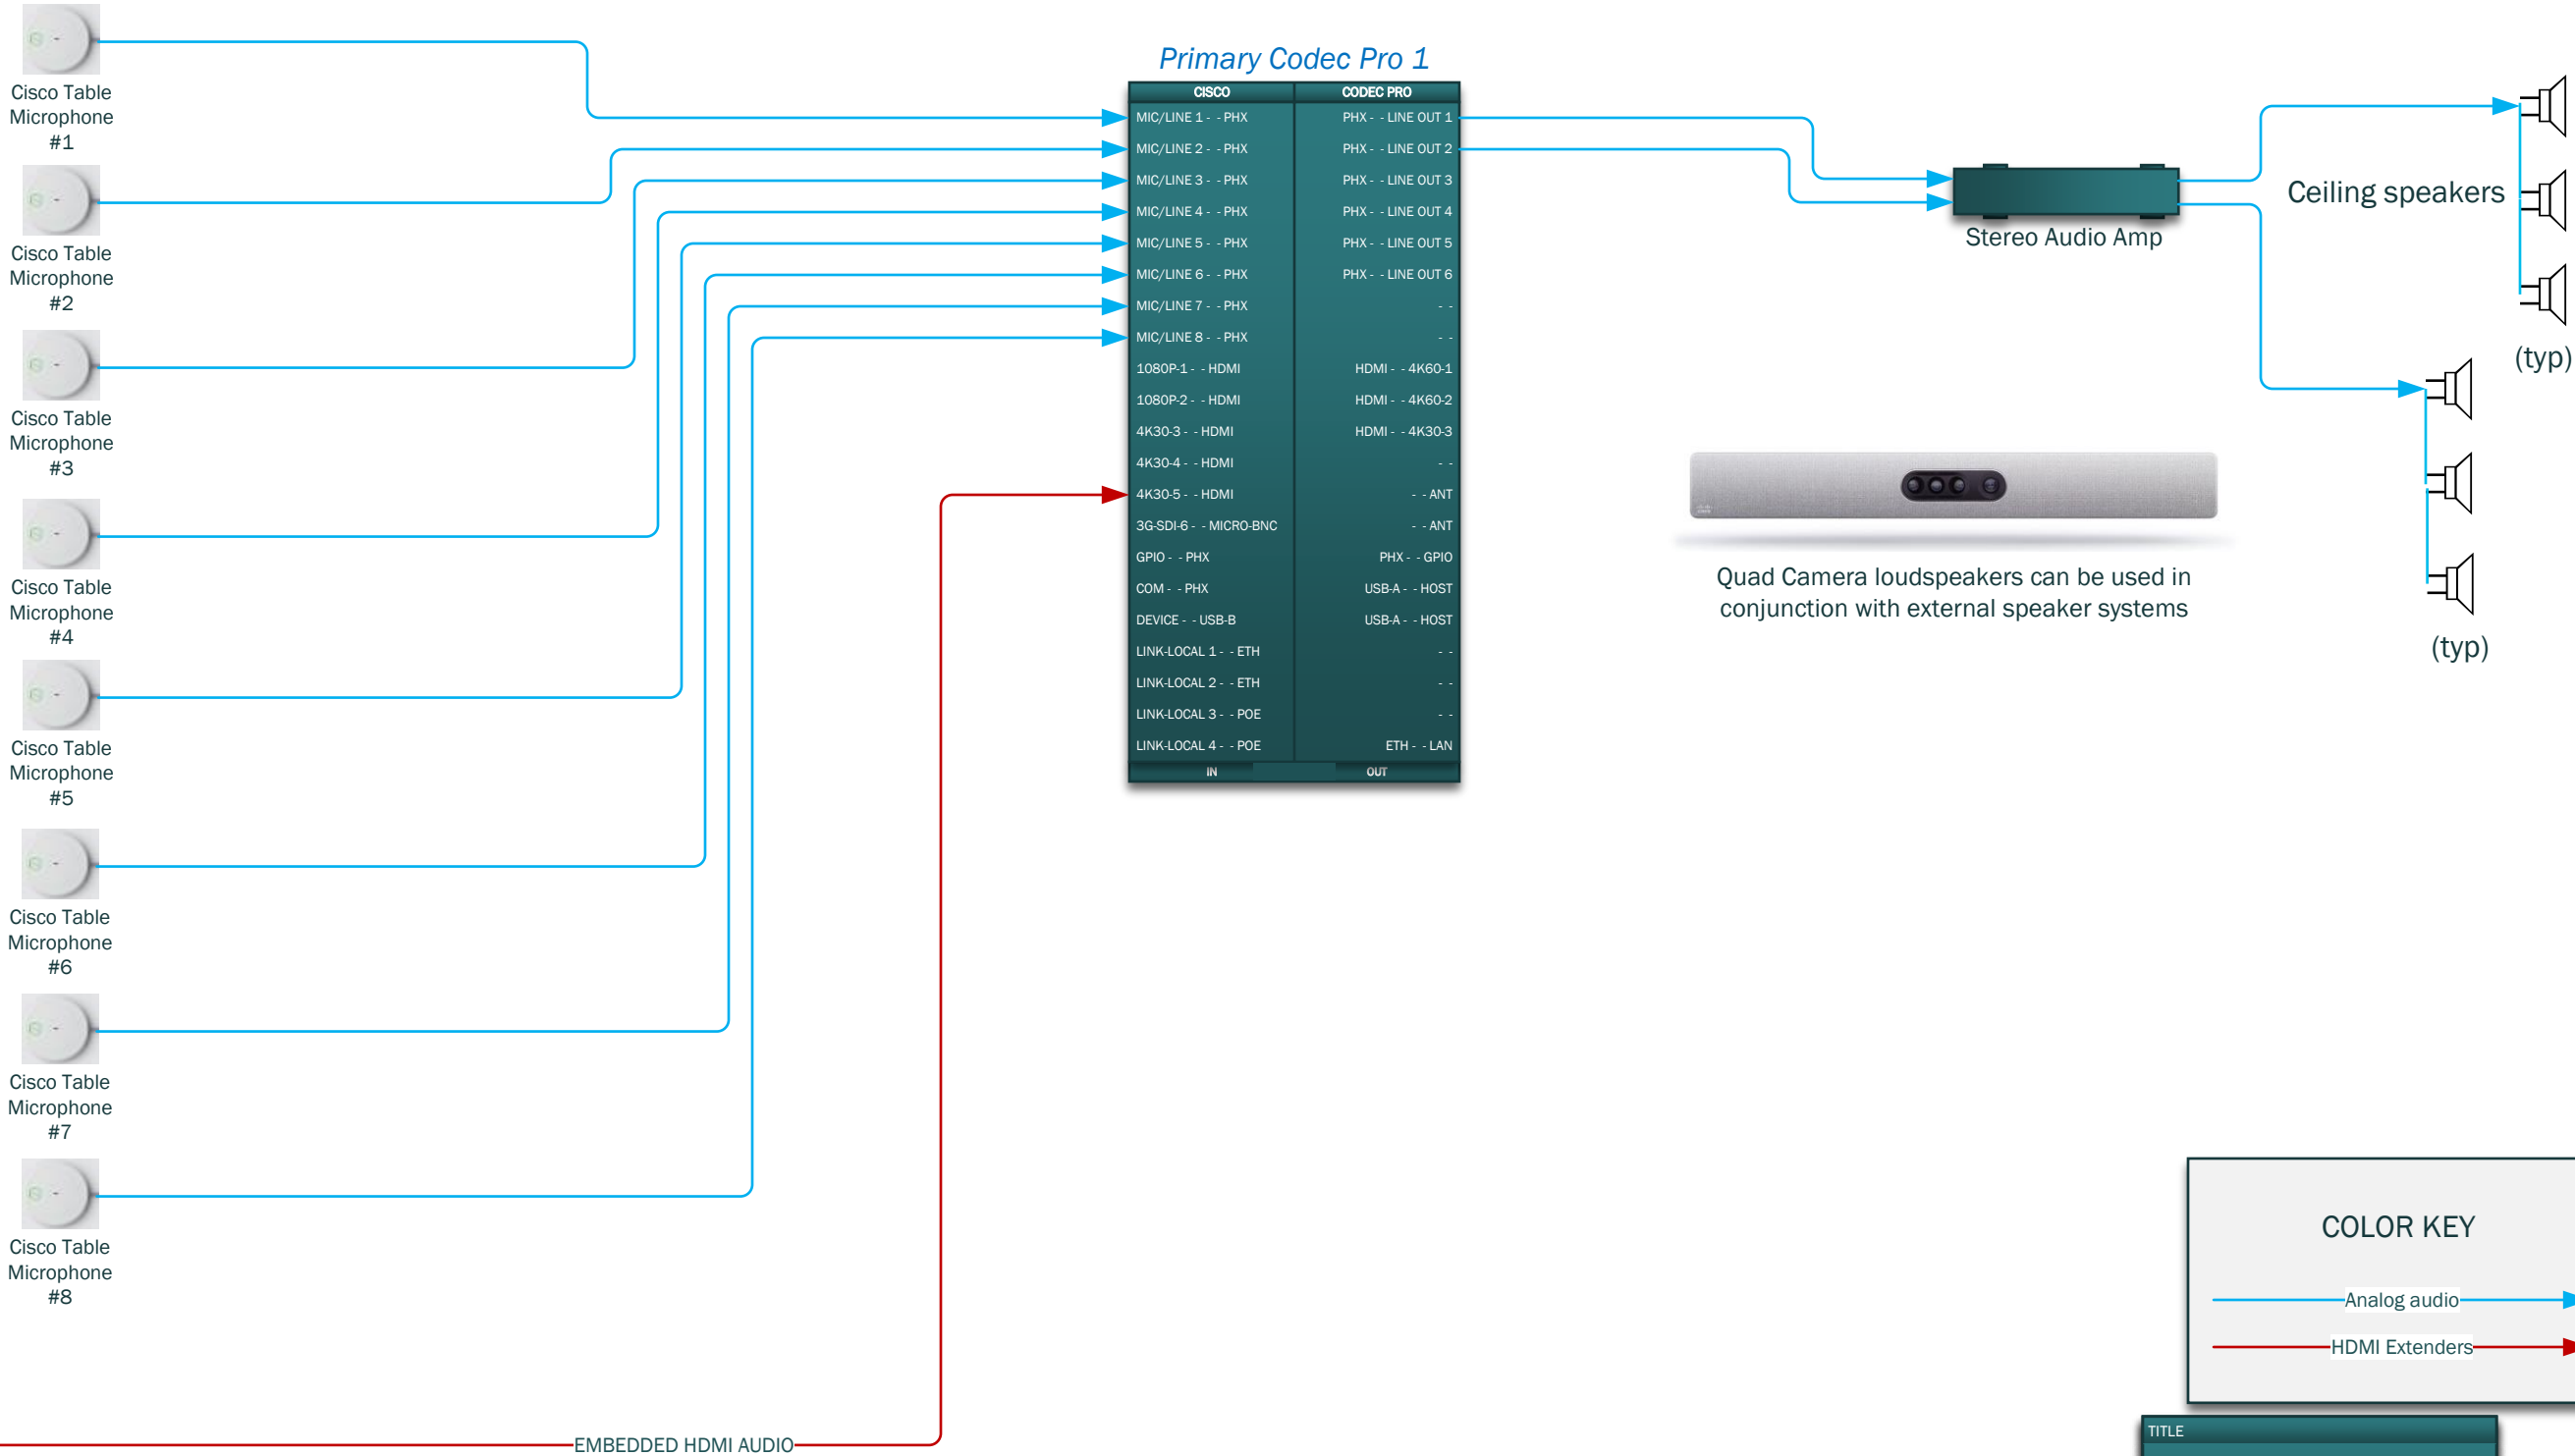 Cisco Table
Microphone
#1
Cisco Table
Microphone
#2
Cisco Table
Microphone
#3
Cisco Table
Microphone
#4
Cisco Table
Microphone
#5
Cisco Table
Microphone
#6
Cisco Table
Microphone
#7
Cisco Table
Microphone
#8
EMBEDDED HDMI AUDIO
Primary Codec Pro 1
CISCO
MIC/LINE 1 - - PHX
MIC/LINE 2 - - PHX
MIC/LINE 3 - - PHX
MIC/LINE 4 - - PHX
MIC/LINE 5 - - PHX
MIC/LINE 6 - - PHX
MIC/LINE 7 - - PHX
MIC/LINE 8 - - PHX
1080P-1 - - HDMI
1080P-2 - - HDMI
4K30-3 - - HDMI
4K30-4 - - HDMI
4K30-5 - - HDMI
3G-SDI-6 - - MICRO-BNC
GPIO - - PHX
COM - - PHX
DEVICE - - USB-B
LINK-LOCAL 1 - - ETH
LINK-LOCAL 2 - - ETH
LINK-LOCAL 3 - - POE
LINK-LOCAL 4 - - POE
IN
CODEC PRO
PHX - - LINE OUT 1
PHX - - LINE OUT 2
PHX - - LINE OUT 3
PHX - - LINE OUT 4
PHX - - LINE OUT 5
PHX - - LINE OUT 6
- -
- -
HDMI - - 4K60-1
HDMI - - 4K60-2
HDMI - - 4K30-3
- -
- - ANT
- - ANT
PHX - - GPIO
USB-A - - HOST
USB-A - - HOST
- -
- -
- -
ETH - - LAN
OUT
Stereo Audio Amp
Ceiling speakers
(typ)
(typ)
Quad Camera loudspeakers can be used in
conjunction with external speaker systems
COLOR KEY
Analog audio
HDMI Extenders
TITLE